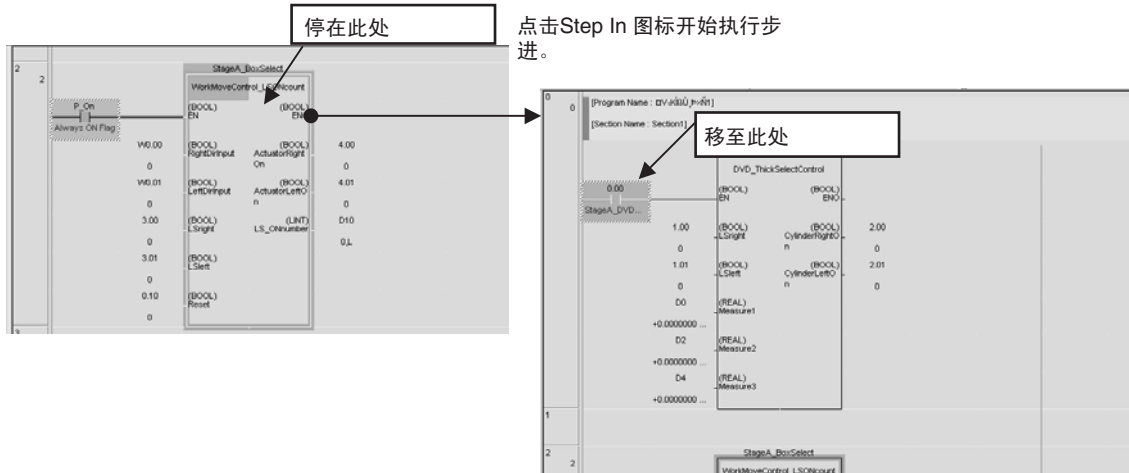 停在此处
点击Step In 图标开始执行步
进。
2
2
StageA_BoxSelect
WorkMoveControl_LSONcount
P_On
Always ON Flag
(BOOL)
EN
(BOOL)
ENO
W0.00
0
(BOOL)
RightDirInput
(BOOL)
ActuatorRight
On
4.00
0
W0.01
0
(BOOL)
LeftDirInput
(BOOL)
ActuatorLeftO
n
4.01
0
3.00
0
(BOOL)
LSright
(LINT)
LS_ONnumber
D10
0,L
3.01
0
(BOOL)
LSleft
0.10
0
(BOOL)
Reset
3
0
0
[Program Name :
[Section Name : Section1]
移至此处
DVD_ThickSelectControl
0.00
StageA_DVD...
(BOOL)
EN
(BOOL)
ENO
1.00
0
(BOOL)
LSright
(BOOL)
CylinderRightO
n
2.00
0
1.01
0
(BOOL)
LSleft
(BOOL)
CylinderLeftO
n
2.01
0
D0
+0.0000000 ...
(REAL)
Measure1
D2
+0.0000000 ...
(REAL)
Measure2
D4
+0.0000000 ...
(REAL)
Measure3
1
2
2
StageA_BoxSelect
WorkMoveControl_LSONcount